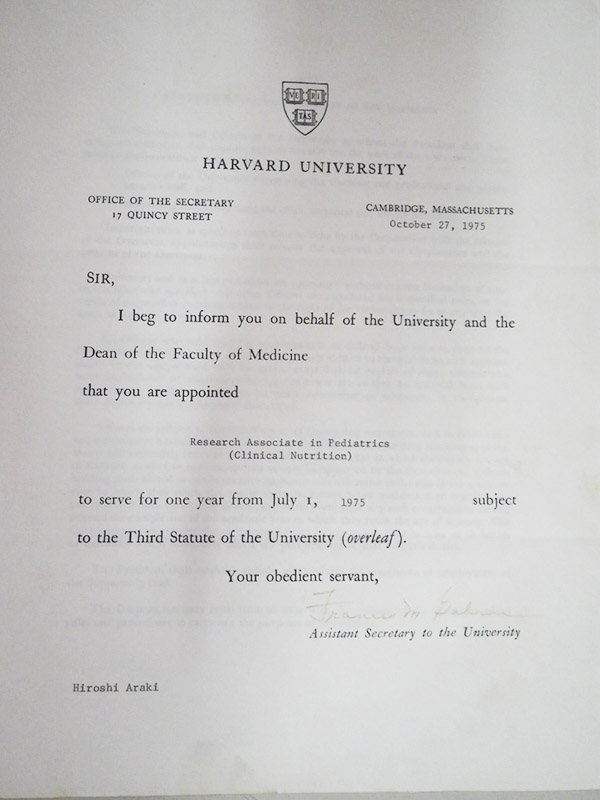 VE RI
TAS
HARVARD UNIVERSITY
OFFICE OF THE SECRETARY
17 QUINCY STREET
CAMBRIDGE, MASSACHUSETTS
October 27, 1975
SIR,
I beg to inform you on behalf of the University and the
Dean of the Faculty of Medicine
that you are appointed
Research Associate in Pediatrics
(Clinical Nutrition)
to serve for one year from July 1, 1975 subject
to the Third Statute of the University (overleaf).
Your obedient servant,
Assistant Secretary to the University
Hiroshi Araki